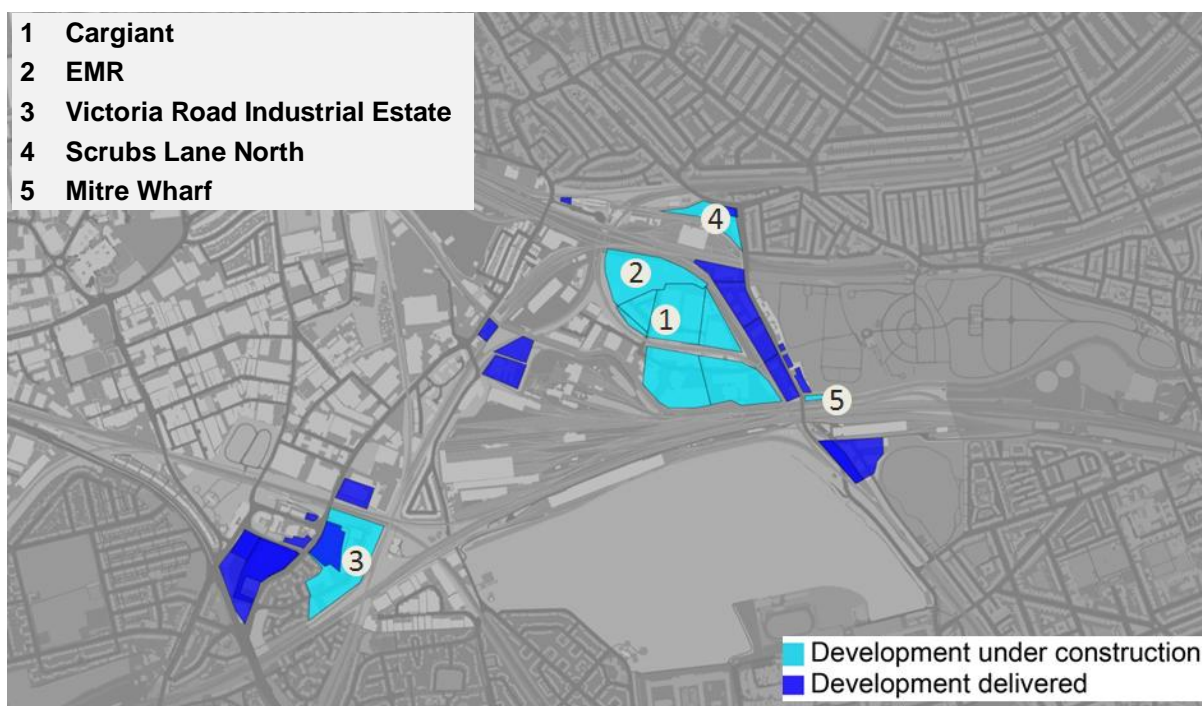 1 Cargiant
2 EMR
3 Victoria Road Industrial Estate
4 Scrubs Lane North
5 Mitre Wharf
4
2
1
5
3
Development under construction
Development delivered